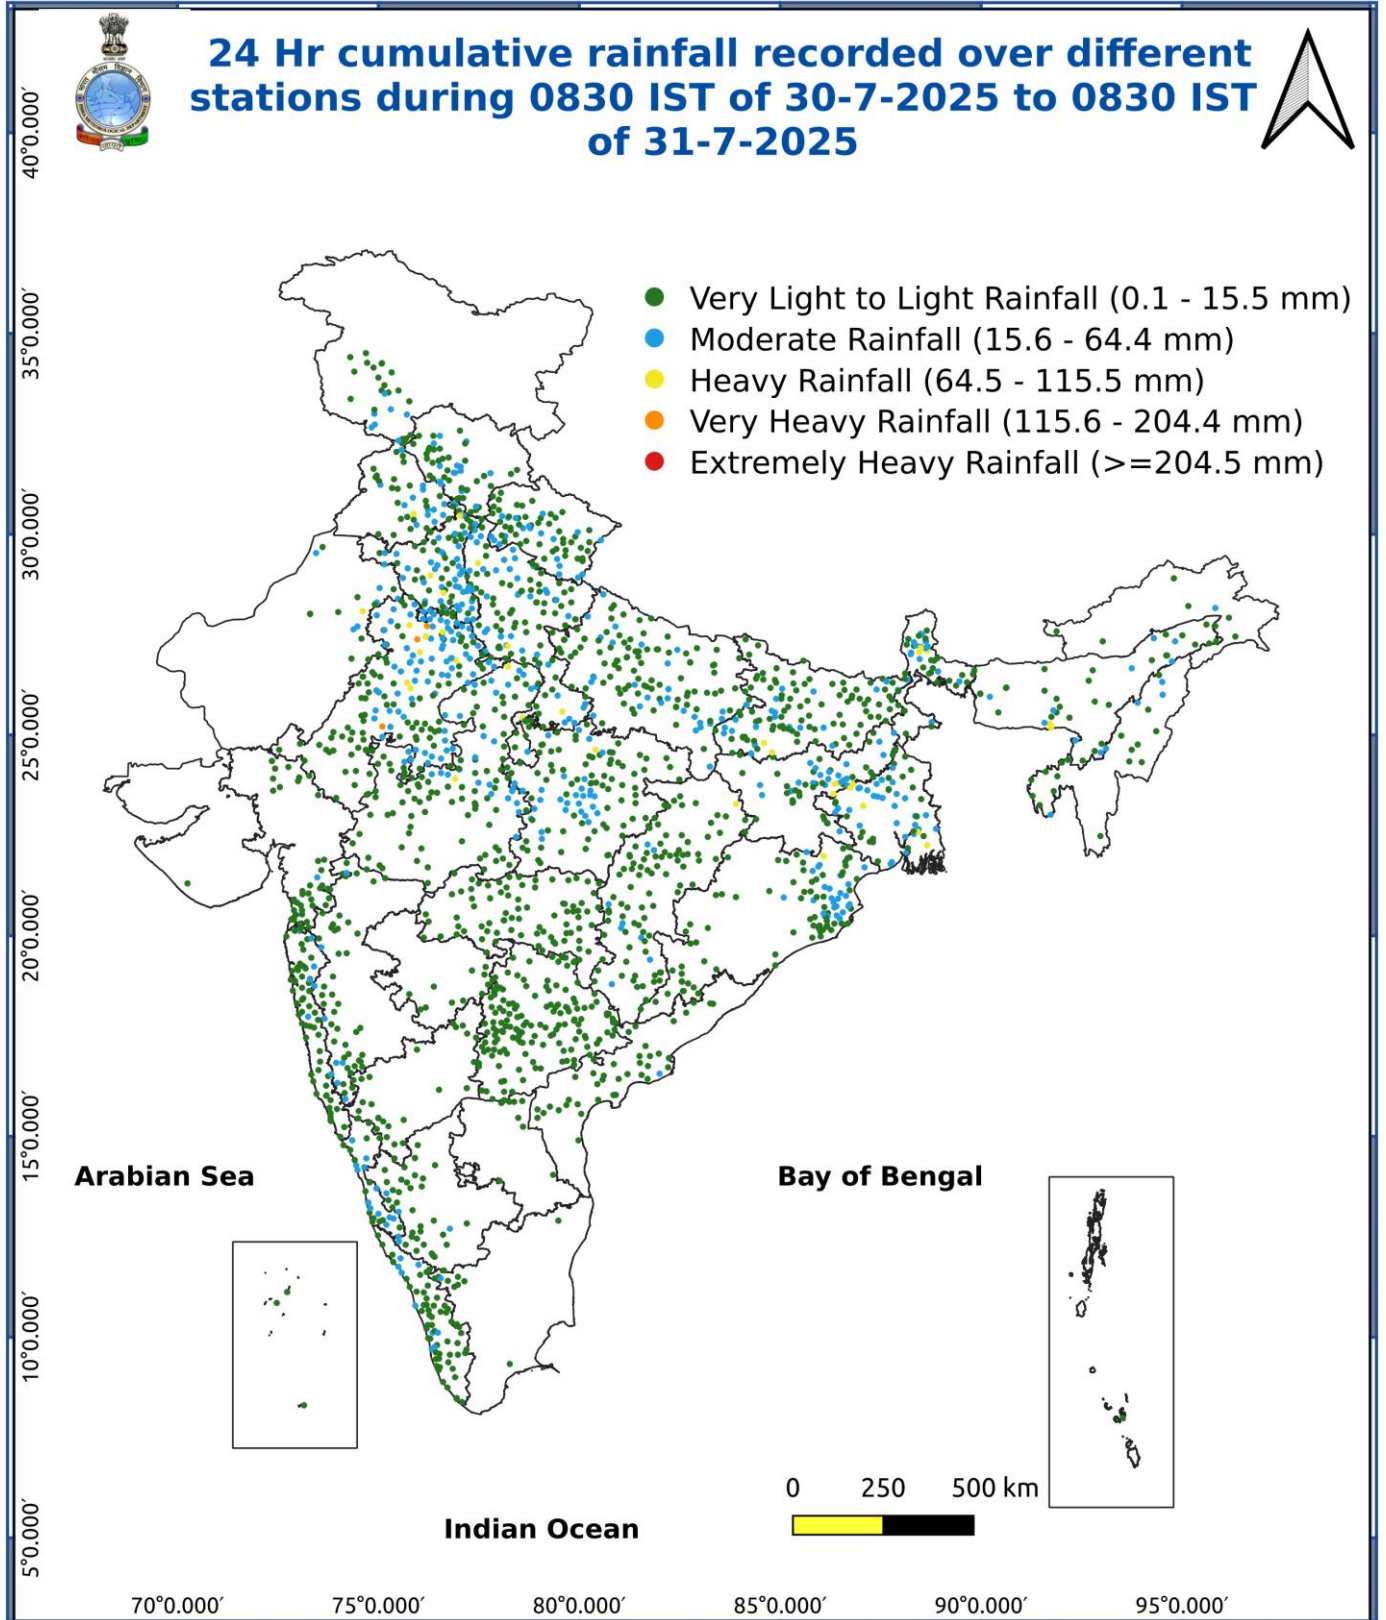 24 Hr cumulative rainfall recorded over different
stations during 0830 IST of 30-7-2025 to 0830 IST
of 31-7-2025
Very Light to Light Rainfall (0.1 - 15.5 mm)
Moderate Rainfall (15.6 - 64.4 mm)
Heavy Rainfall (64.5 - 115.5 mm)
Very Heavy Rainfall (115.6 - 204.4 mm)
Extremely Heavy Rainfall (>=204.5 mm)
40°0.000′
35°0.000′
30°0.000′
25°0.000′
20°0.000′
15°0.000′
10°0.000′
5°0.000′
Arabian Sea
Bay of Bengal
Indian Ocean
0 250 500 km
70°0.000′ 75°0.000′ 80°0.000′ 85°0.000′ 90°0.000′ 95°0.000′